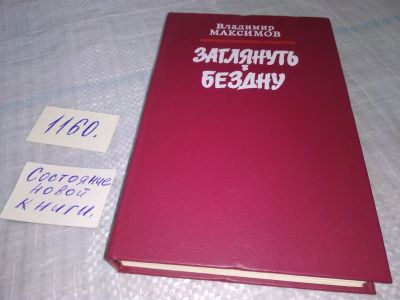 Владимир
МАКСИМОВ
ЗАГЛЯНУТЬ
в
БЕЗДНУ
1160.
Состояние
новой
книги.